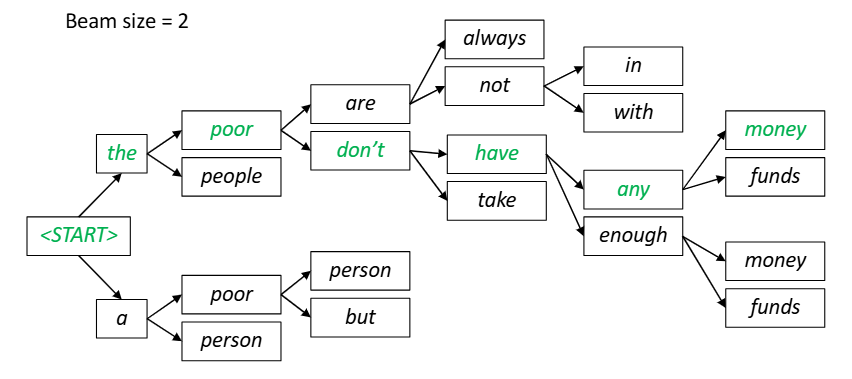 Beam size = 2
always
not
in
with
are
don't
poor
people
the
have
take
any
enough
money
funds
money
funds
<START>
a
poor
person
person
but